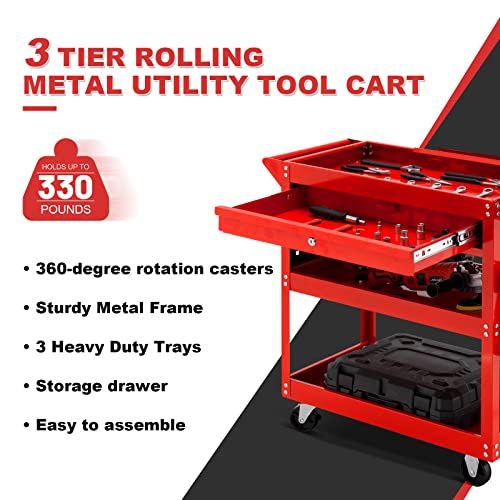 3 TIER ROLLING
METAL UTILITY TOOL CART
HOLDS UP TO
330
POUNDS
• 360-degree rotation casters
• Sturdy Metal Frame
• 3 Heavy Duty Trays
• Storage drawer
• Easy to assemble